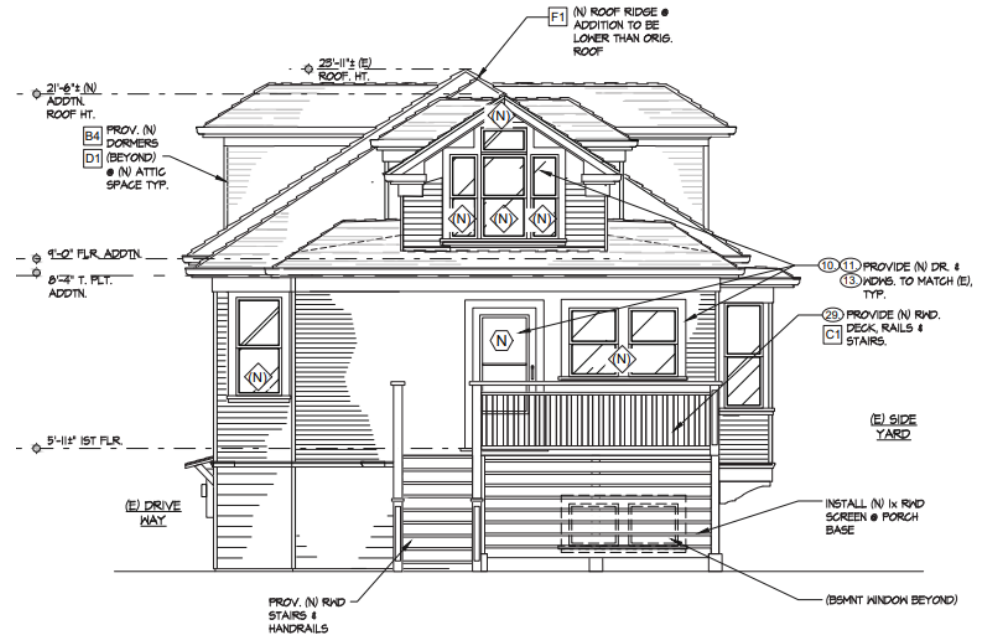 F1 (N) ROOF RIDGE @
ADDITION TO BE
LOWER THAN ORIG.
ROOF
23'-11"± (E)
ROOF. HT.
21'-6"± (N)
ADDTN.
ROOF HT.
B4 PROV. (N)
DORMERS
D1 (BEYOND)
@ (N) ATTIC
SPACE TYP.
(N)
(N) (N) (N)
9'-0" FLR. ADDTN.
8'-4" T. PLT.
ADDTN.
10. 11. PROVIDE (N) DR. &
13. WDWS. TO MATCH (E),
TYP.
29. PROVIDE (N) RWD.
C1 DECK, RAILS &
STAIRS.
N
(N)
(N)
(E) SIDE
YARD
5'-11±" 1ST FLR.
(E) DRIVE
WAY
INSTALL (N) 1x RWD
SCREEN @ PORCH
BASE
PROV. (N) RWD
STAIRS &
HANDRAILS
(BSMNT WINDOW BEYOND)